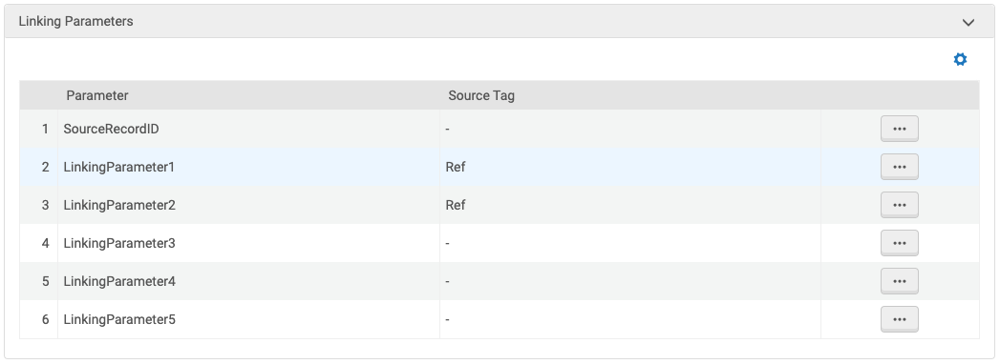 Linking Parameters
Parameter Source Tag
1 SourceRecordID -
2 LinkingParameter1 Ref
3 LinkingParameter2 Ref
4 LinkingParameter3 -
5 LinkingParameter4 -
6 LinkingParameter5 -